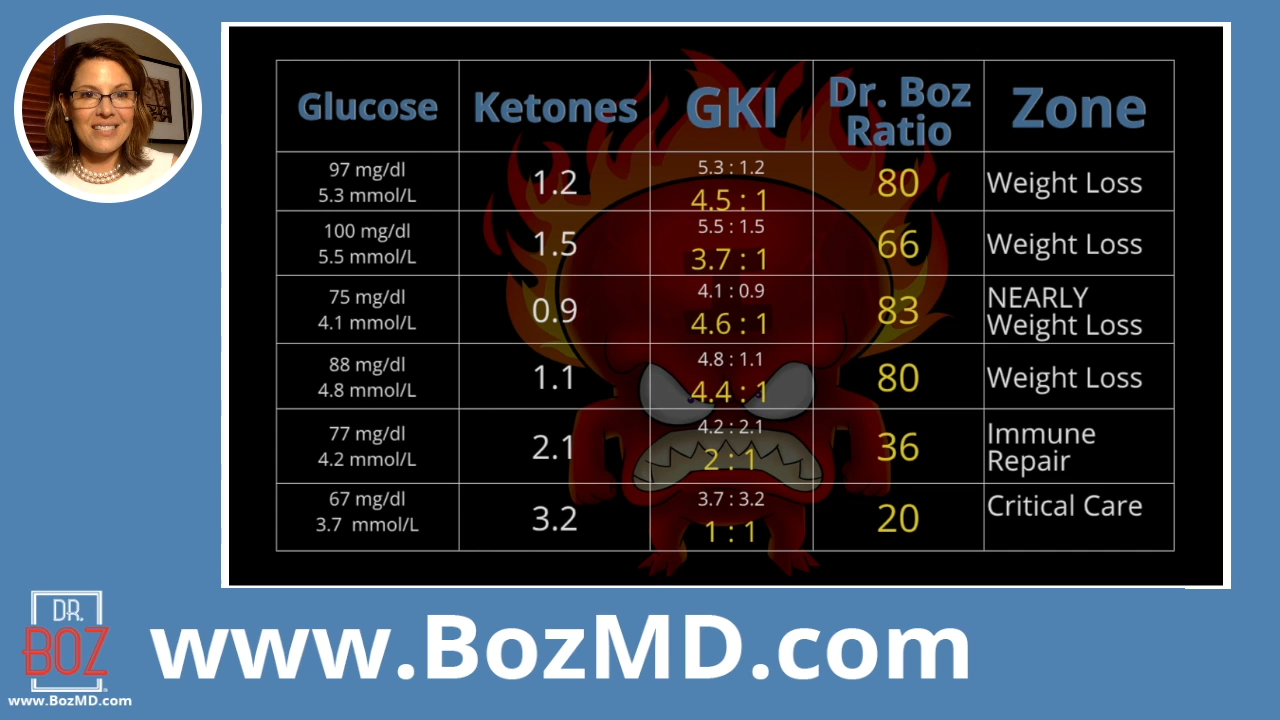 Glucose
Ketones
GKI
Dr. Boz
Ratio
Zone
97 mg/dl
5.3 mmol/L
1.2
5.3 : 1.2
4.5 : 1
80
Weight Loss
100 mg/dl
5.5 mmol/L
1.5
5.5 : 1.5
3.7 : 1
66
Weight Loss
75 mg/dl
4.1 mmol/L
0.9
4.1 : 0.9
4.6 : 1
83
NEARLY
Weight Loss
88 mg/dl
4.8 mmol/L
1.1
4.8 : 1.1
4.4 : 1
80
Weight Loss
77 mg/dl
4.2 mmol/L
2.1
4.2 : 2.1
2 : 1
36
Immune
Repair
67 mg/dl
3.7 mmol/L
3.2
3.7 : 3.2
1 : 1
20
Critical Care
DR.
BOZ
www.BozMD.com
www.BozMD.com